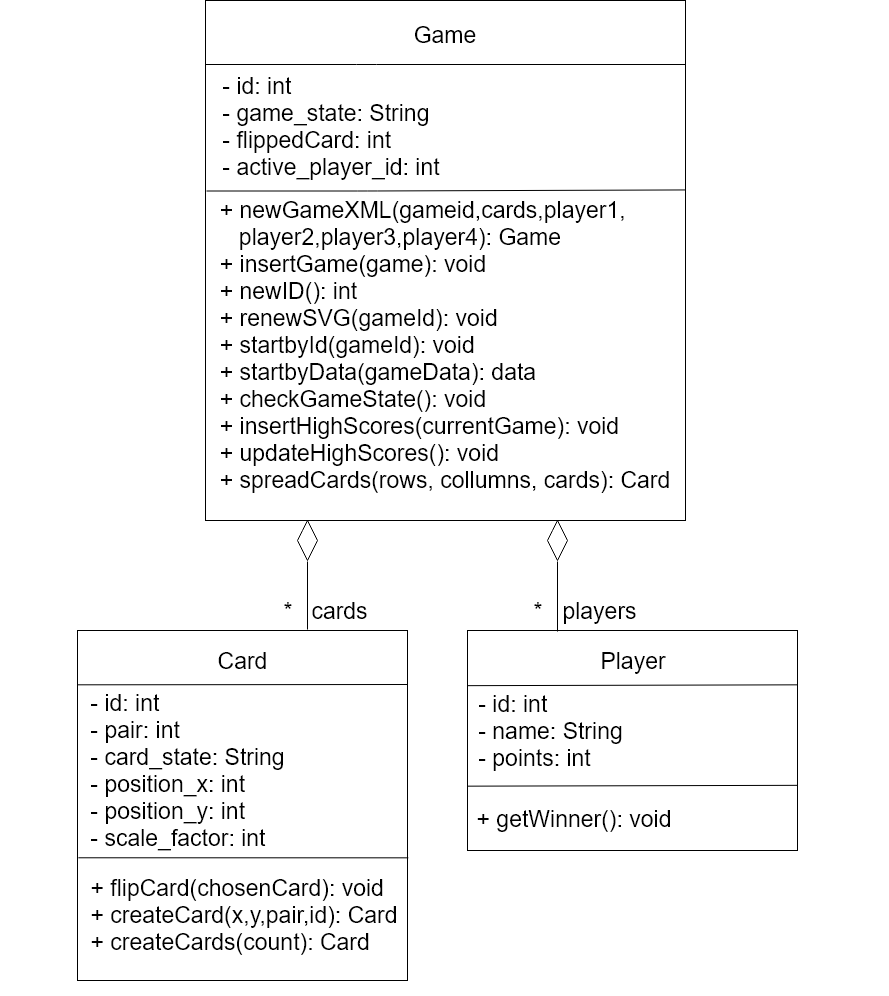 Game
- id: int
- game_state: String
- flippedCard: int
- active_player_id: int
+ newGameXML(gameid,cards,player1,
player2,player3,player4): Game
+ insertGame(game): void
+ newID(): int
+ renewSVG(gameId): void
+ startbyId(gameId): void
+ startbyData(gameData): data
+ checkGameState(): void
+ insertHighScores(currentGame): void
+ updateHighScores(): void
+ spreadCards(rows, collumns, cards): Card
* cards
* players
Card
- id: int
- pair: int
- card_state: String
- position_x: int
- position_y: int
- scale_factor: int
+ flipCard(chosenCard): void
+ createCard(x,y,pair,id): Card
+ createCards(count): Card
Player
- id: int
- name: String
- points: int
+ getWinner(): void